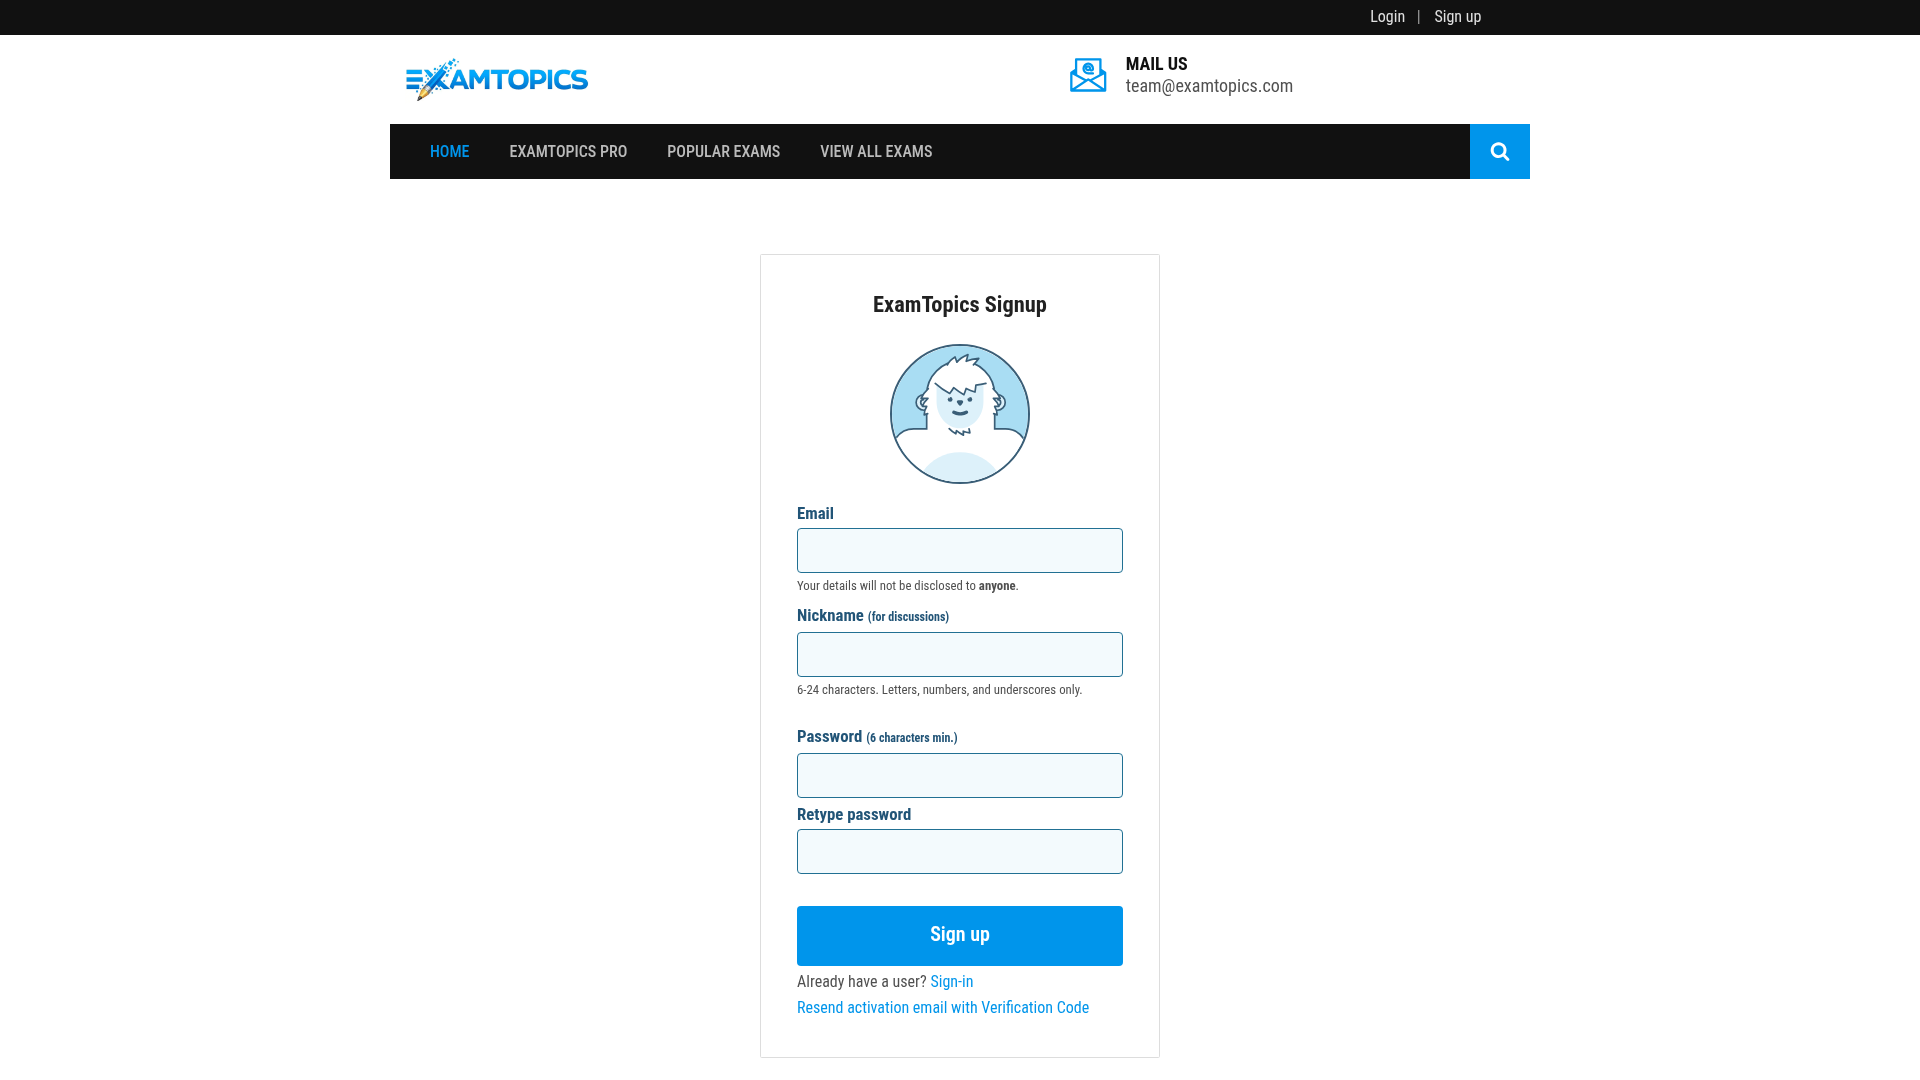 Login | Sign up
EXAMTOPICS
MAIL US
team@examtopics.com
HOME EXAMTOPICS PRO POPULAR EXAMS VIEW ALL EXAMS
ExamTopics Signup
Email
Your details will not be disclosed to anyone.
Nickname (for discussions)
6-24 characters. Letters, numbers, and underscores only.
Password (6 characters min.)
Retype password
Sign up
Already have a user? Sign-in
Resend activation email with Verification Code